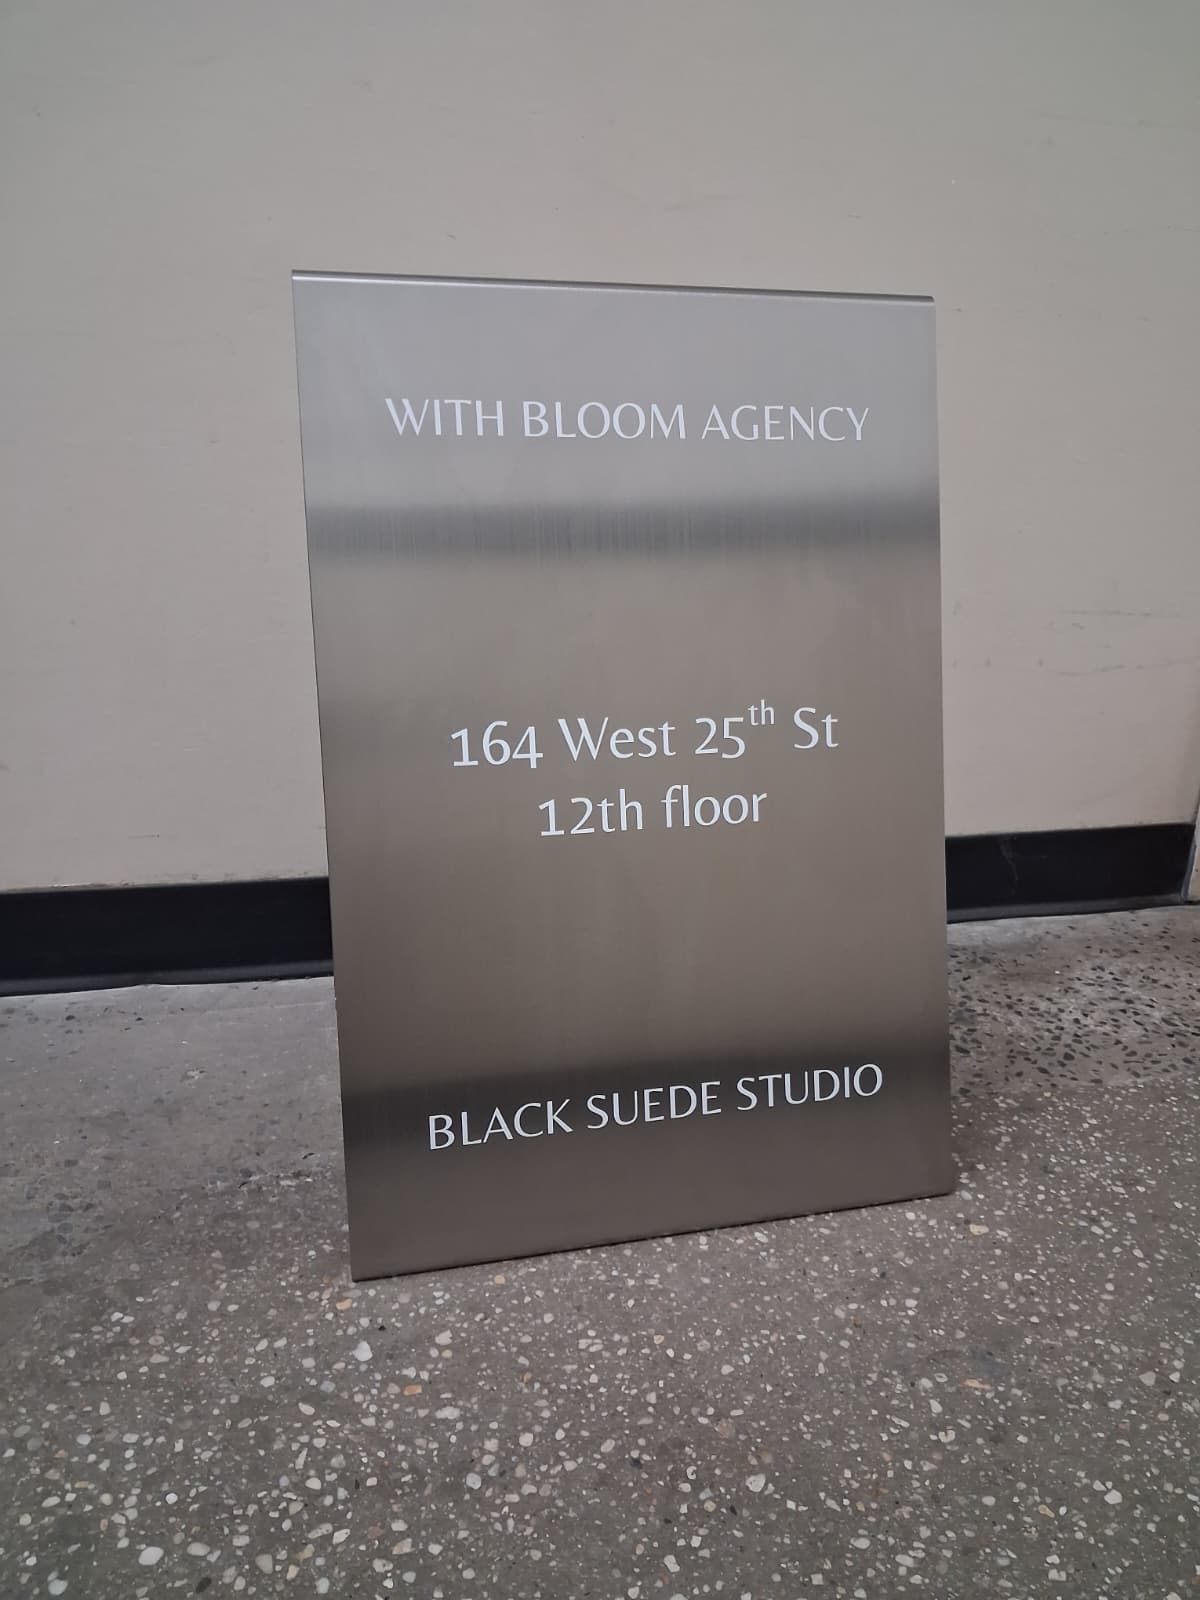 WITH BLOOM AGENCY
164 West 25th St
12th floor
BLACK SUEDE STUDIO